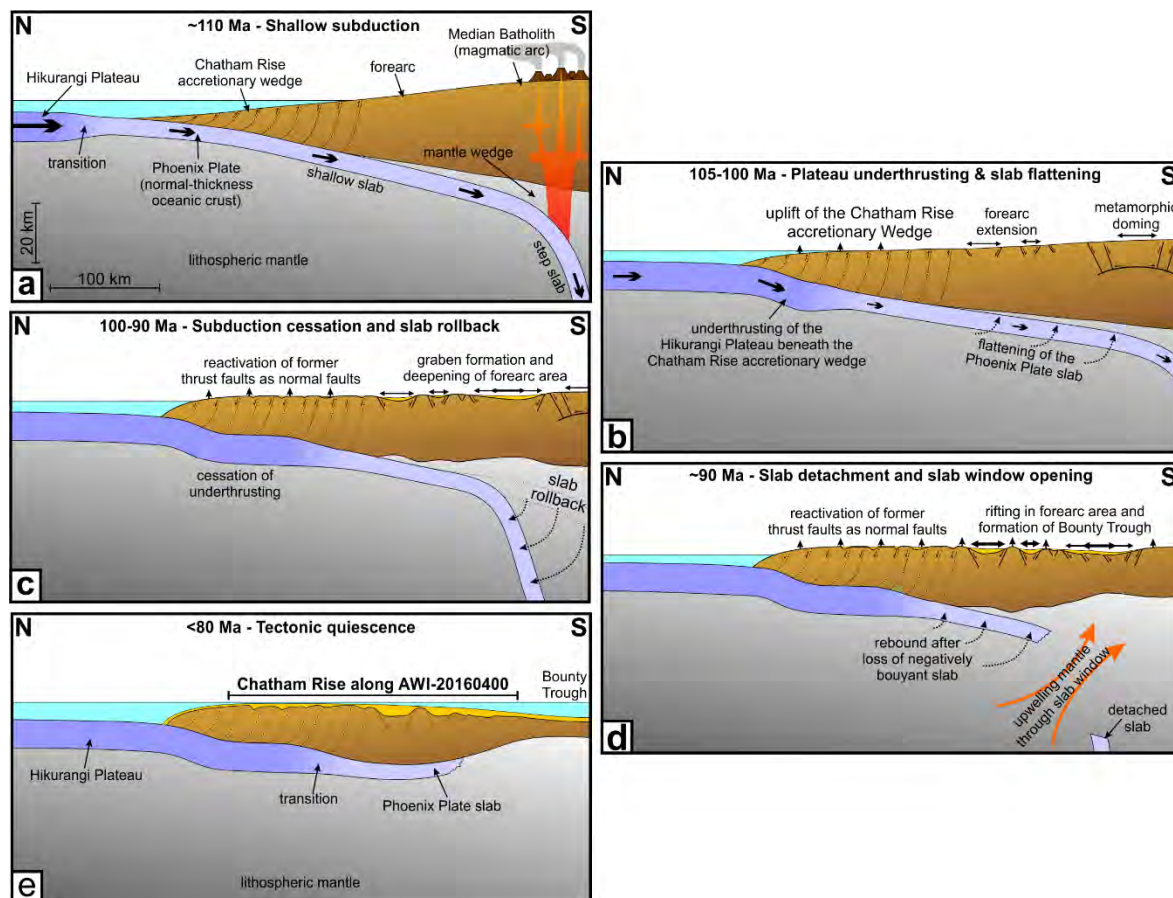 N
~110 Ma - Shallow subduction
S
Median Batholith
(magmatic arc)
Chatham Rise
accretionary wedge
forearc
Hikurangi Plateau
transition
Phoenix Plate
(normal-thickness
oceanic crust)
shallow slab
mantle wedge
step slab
20 km
100 km
lithospheric mantle
a
N
105-100 Ma - Plateau underthrusting & slab flattening
S
uplift of the Chatham Rise
accretionary Wedge
forearc
extension
metamorphic
doming
underthrusting of the
Hikurangi Plateau beneath the
Chatham Rise accretionary wedge
flattening of the
Phoenix Plate slab
b
N
100-90 Ma - Subduction cessation and slab rollback
S
reactivation of former
thrust faults as normal faults
graben formation and
deepening of forearc area
cessation of
underthrusting
slab
rollback
c
N
~90 Ma - Slab detachment and slab window opening
S
reactivation of former
thrust faults as normal faults
rifting in forearc area and
formation of Bounty Trough
rebound after
loss of negatively
bouyant slab
upwelling mantle
through slab window
detached
slab
d
N
<80 Ma - Tectonic quiescence
S
Chatham Rise along AWI-20160400
Bounty
Trough
Hikurangi Plateau
transition
Phoenix Plate slab
lithospheric mantle
e